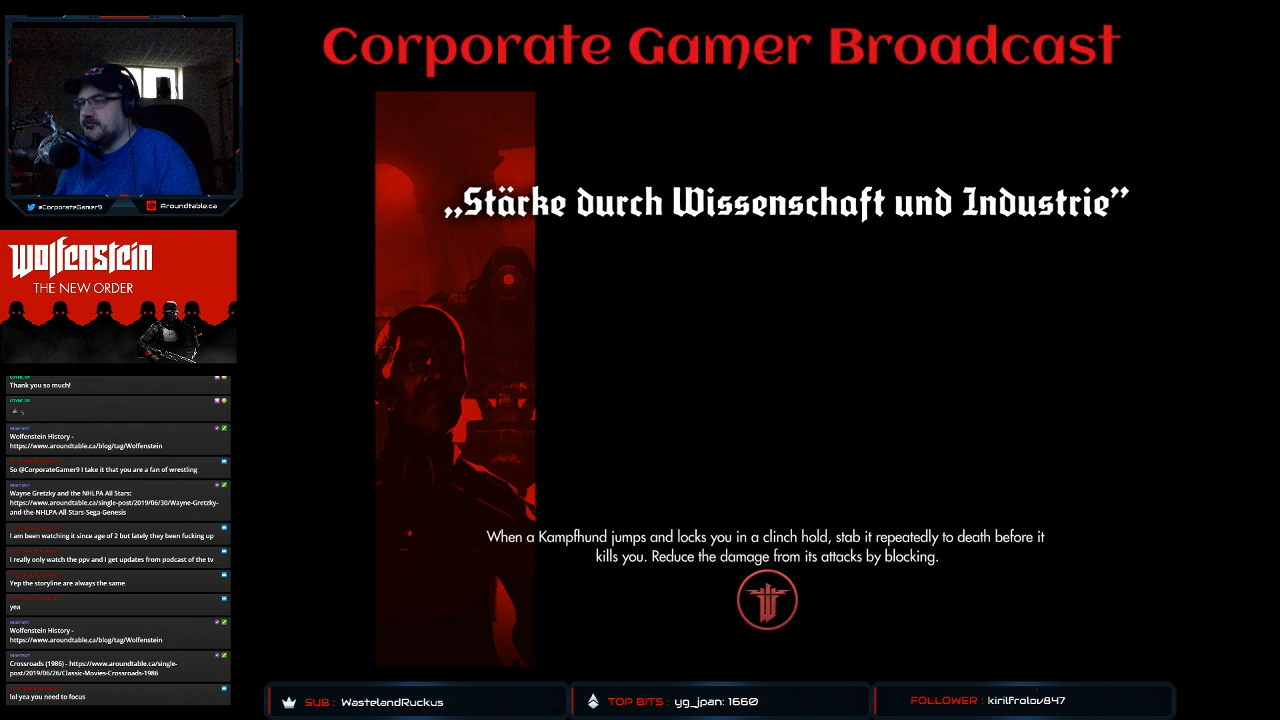 Corporate Gamer Broadcast
@CorporateGamer9
Aroundtable.ca
„Stärke durch Wissenschaft und Industrie”
Wolfenstein
THE NEW ORDER
Thank you so much!
5
Wolfenstein History -
https://www.aroundtable.ca/blog/tag/Wolfenstein
So @CorporateGamer9 I take it that you are a fan of wrestling
Wayne Gretzky and the NHLPA All Stars:
https://www.aroundtable.ca/single-post/2019/06/30/Wayne-Gretzky-
and-the-NHLPA-All-Stars-Sega-Genesis
I am been watching it since age of 2 but lately they been fucking up
I really only watch the ppv and I get updates from podcast of the tv
Yep the storyline are always the same
yea
Wolfenstein History -
https://www.aroundtable.ca/blog/tag/Wolfenstein
Crossroads (1986) - https://www.aroundtable.ca/single-
post/2019/06/26/Classic-Movies-Crossroads-1986
lol yea you need to focus
When a Kampfhund jumps and locks you in a clinch hold, stab it repeatedly to death before it
kills you. Reduce the damage from its attacks by blocking.
SUB : WastelandRuckus
TOP BITS : yg_jpan: 1660
FOLLOWER : kirilfrolov847